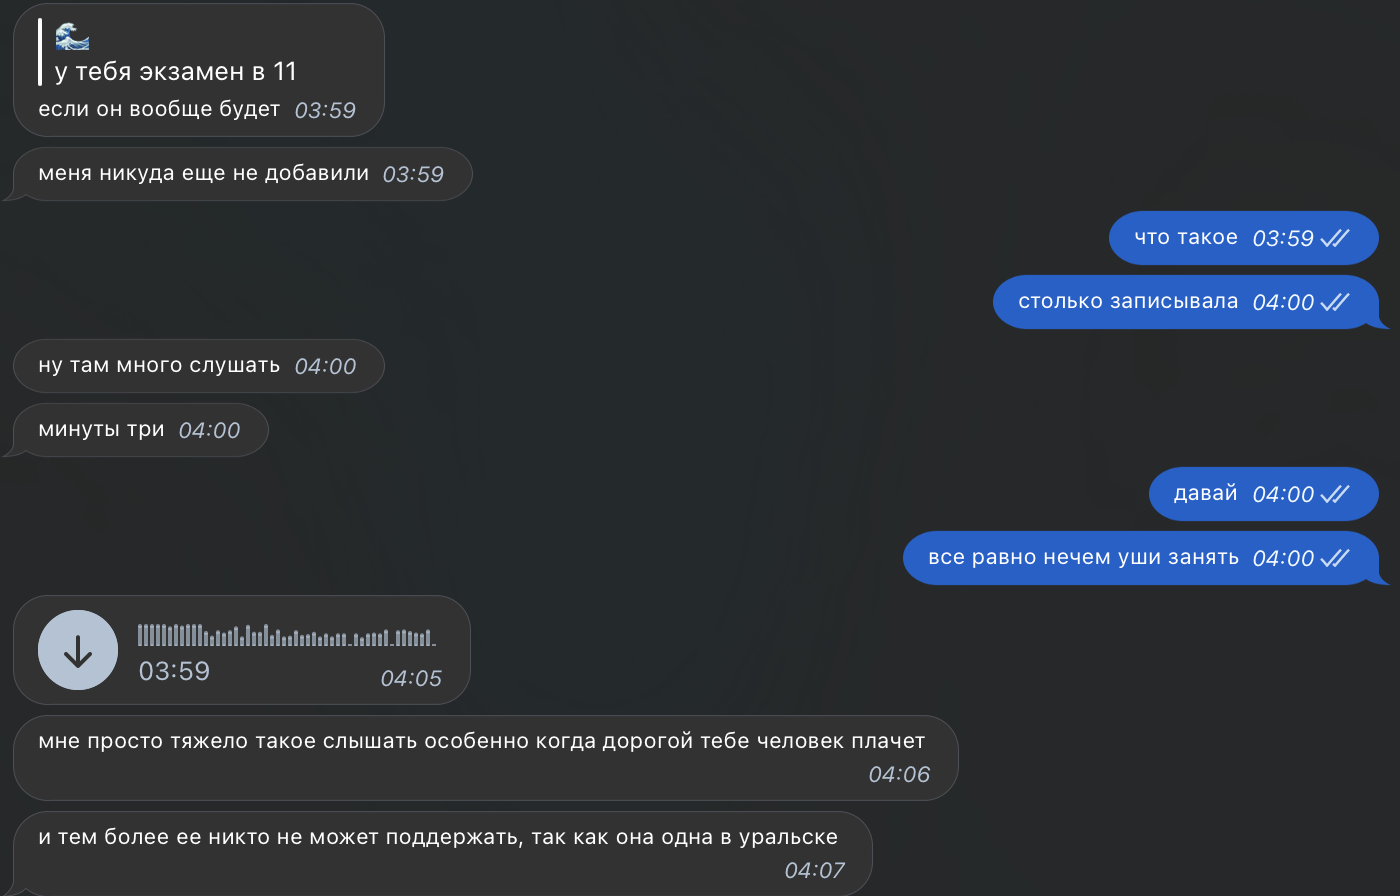 🌊
у тебя экзамен в 11
если он вообще будет 03:59
меня никуда еще не добавили 03:59
что такое 03:59
столько записывала 04:00
ну там много слушать 04:00
минуты три 04:00
давай 04:00
все равно нечем уши занять 04:00
03:59 04:05
мне просто тяжело такое слышать особенно когда дорогой тебе человек плачет
04:06
и тем более ее никто не может поддержать, так как она одна в уральске
04:07